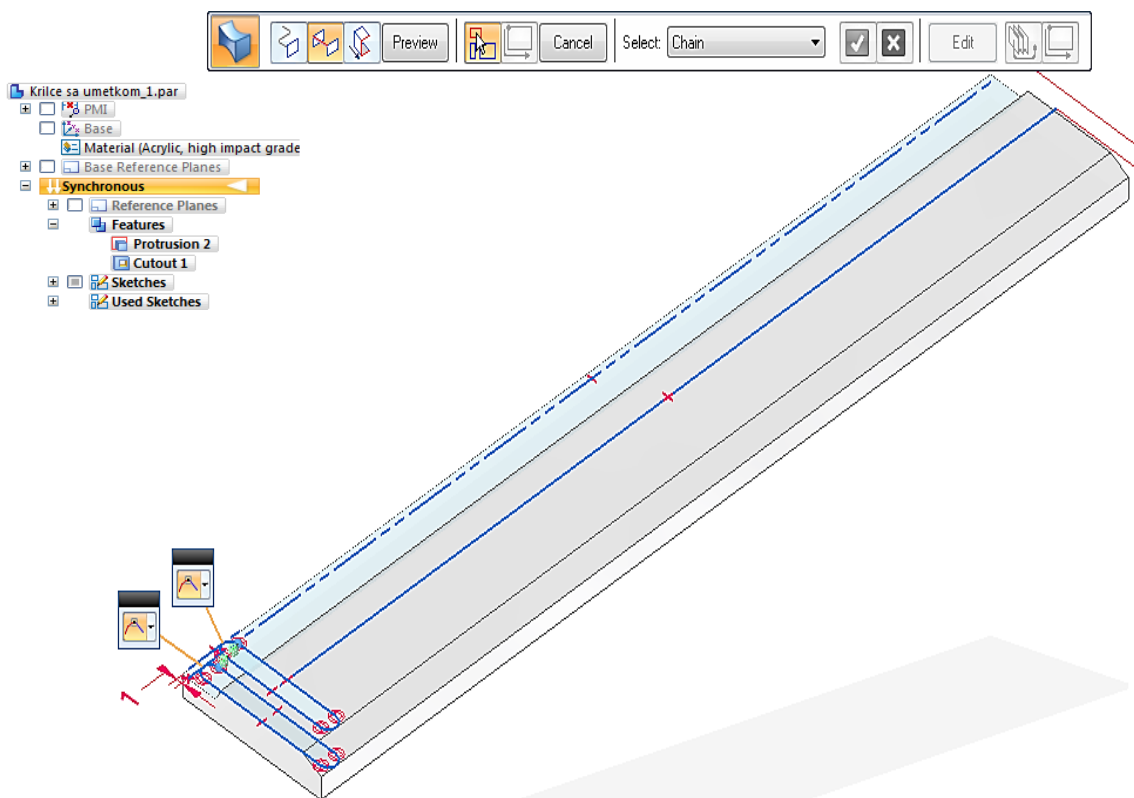 Preview Cancel Select: Chain Edit
Krilce sa umetkom_1.par
PMI
Base
Material (Acrylic, high impact grade
Base Reference Planes
Synchronous
Reference Planes
Features
Protrusion 2
Cutout 1
Sketches
Used Sketches
1